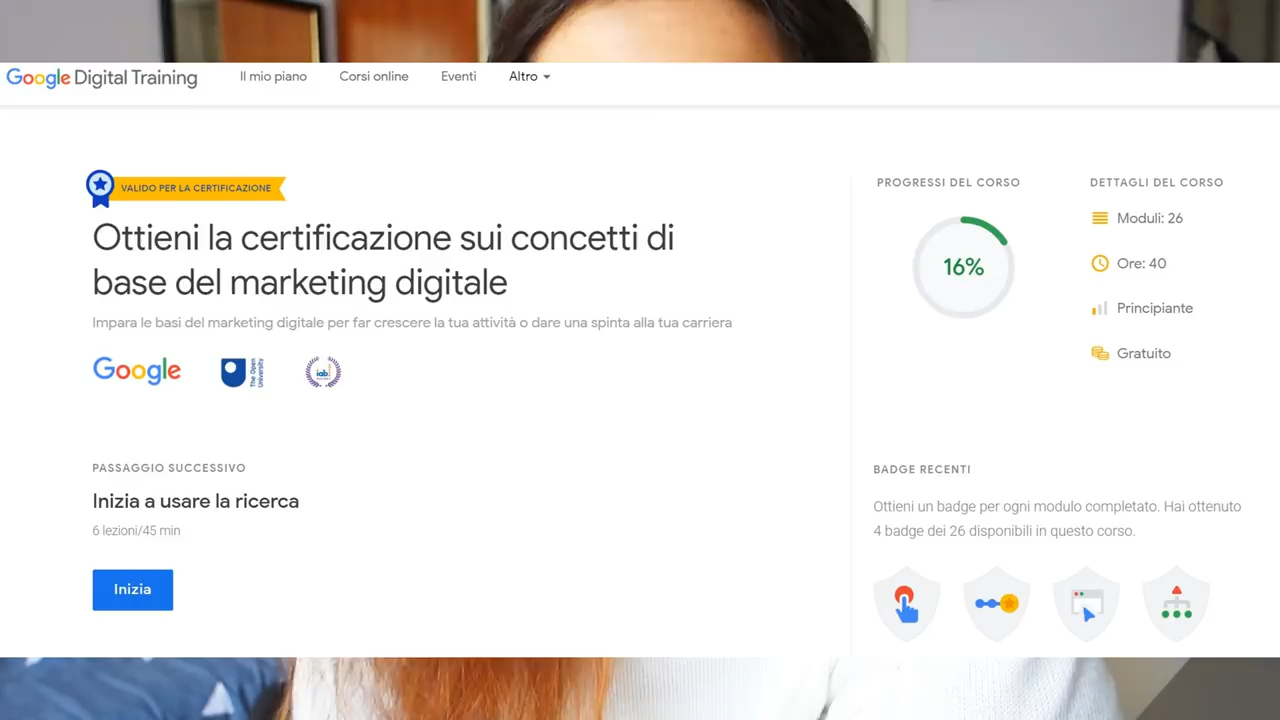 Google Digital Training
Il mio piano
Corsi online
Eventi
Altro
VALIDO PER LA CERTIFICAZIONE
Ottieni la certificazione sui concetti di
base del marketing digitale
Impara le basi del marketing digitale per far crescere la tua attività o dare una spinta alla tua carriera
Google
The Open
University
iab
PASSAGGIO SUCCESSIVO
Inizia a usare la ricerca
6 lezioni/45 min
Inizia
PROGRESSI DEL CORSO
16%
DETTAGLI DEL CORSO
Moduli: 26
Ore: 40
Principiante
Gratuito
BADGE RECENTI
Ottieni un badge per ogni modulo completato. Hai ottenuto
4 badge dei 26 disponibili in questo corso.